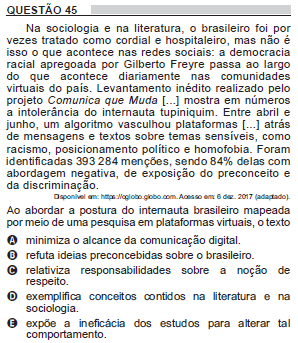 QUESTÃO 45
Na sociologia e na literatura, o brasileiro foi por
vezes tratado como cordial e hospitaleiro, mas não é
isso o que acontece nas redes sociais: a democracia
racial apregoada por Gilberto Freyre passa ao largo
do que acontece diariamente nas comunidades
virtuais do país. Levantamento inédito realizado pelo
projeto Comunica que Muda [...] mostra em números
a intolerância do internauta tupiniquim. Entre abril e
junho, um algoritmo vasculhou plataformas [...] atrás
de mensagens e textos sobre temas sensíveis, como
racismo, posicionamento político e homofobia. Foram
identificadas 393 284 menções, sendo 84% delas com
abordagem negativa, de exposição do preconceito e
da discriminação.
Disponível em: https://oglobo.globo.com. Acesso em: 6 dez. 2017 (adaptado).
Ao abordar a postura do internauta brasileiro mapeada
por meio de uma pesquisa em plataformas virtuais, o texto
A minimiza o alcance da comunicação digital.
B refuta ideias preconcebidas sobre o brasileiro.
C relativiza responsabilidades sobre a noção de
respeito.
D exemplifica conceitos contidos na literatura e na
sociologia.
E expõe a ineficácia dos estudos para alterar tal
comportamento.